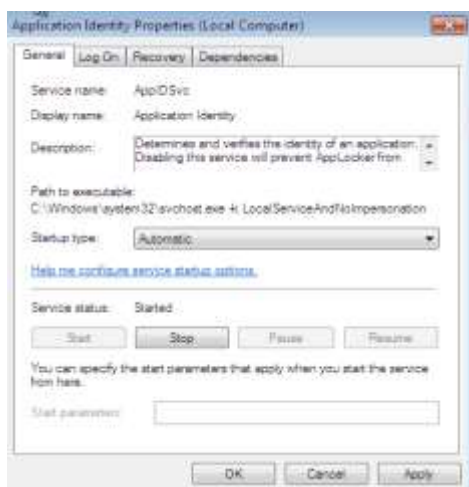 Application Identity Properties (Local Computer)
General Log On Recovery Dependencies
Service name: AppIDSvc
Display name: Application Identity
Description: Determines and verifies the identity of an application.
Disabling this service will prevent AppLocker from
Path to executable:
C:\Windows\system32\svchost.exe -k LocalServiceAndNoImpersonation
Startup type: Automatic
Help me configure service startup options.
Service status: Started
Start Stop Pause Resume
You can specify the start parameters that apply when you start the service
from here.
Start parameters:
OK Cancel Apply